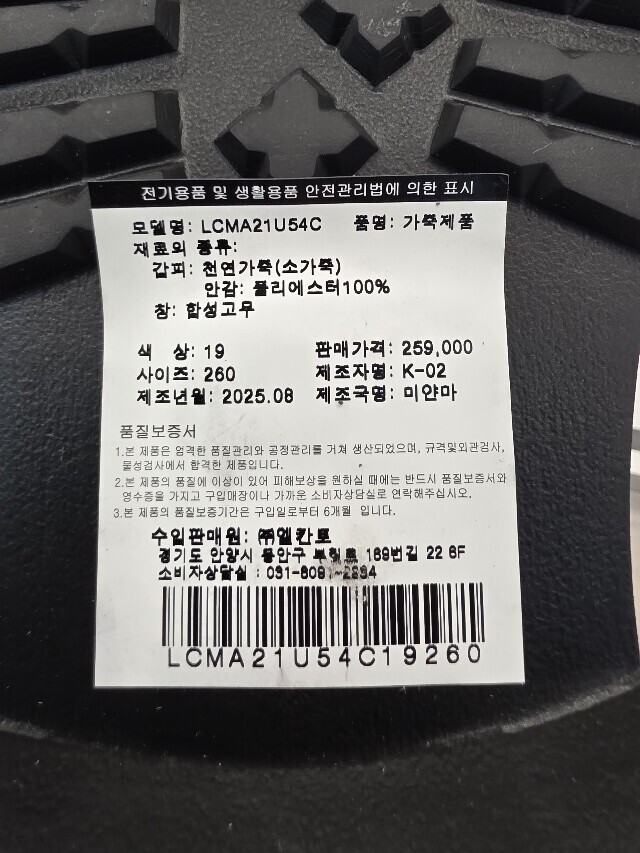 전기용품 및 생활용품 안전관리법에 의한 표시
모델명: LCMA21U54C 품명: 가죽제품
재료의 종류:
갑피: 천연가죽(소가죽)
안감: 폴리에스터100%
창: 합성고무
색 상: 19 판매가격: 259,000
사이즈: 260 제조자명: K-02
제조년월: 2025.08 제조국명: 미얀마
품질보증서
1.본 제품은 엄격한 품질관리와 공정관리를 거쳐 생산되었으며, 규격및외관검사,
물성검사에서 합격한 제품입니다.
2.본 제품의 품질에 이상이 있어 피해보상을 원하실 때에는 반드시 품질보증서와
영수증을 가지고 구입매장이나 가까운 소비자상담실로 연락해주십시오.
3.본 제품의 품질보증기간은 구입일로부터 6개월 입니다.
수입판매원: ㈜엘칸토
경기도 안양시 동안구 169번길 22 6F
소비자상담실 : 031-
LCMA21U54C19260